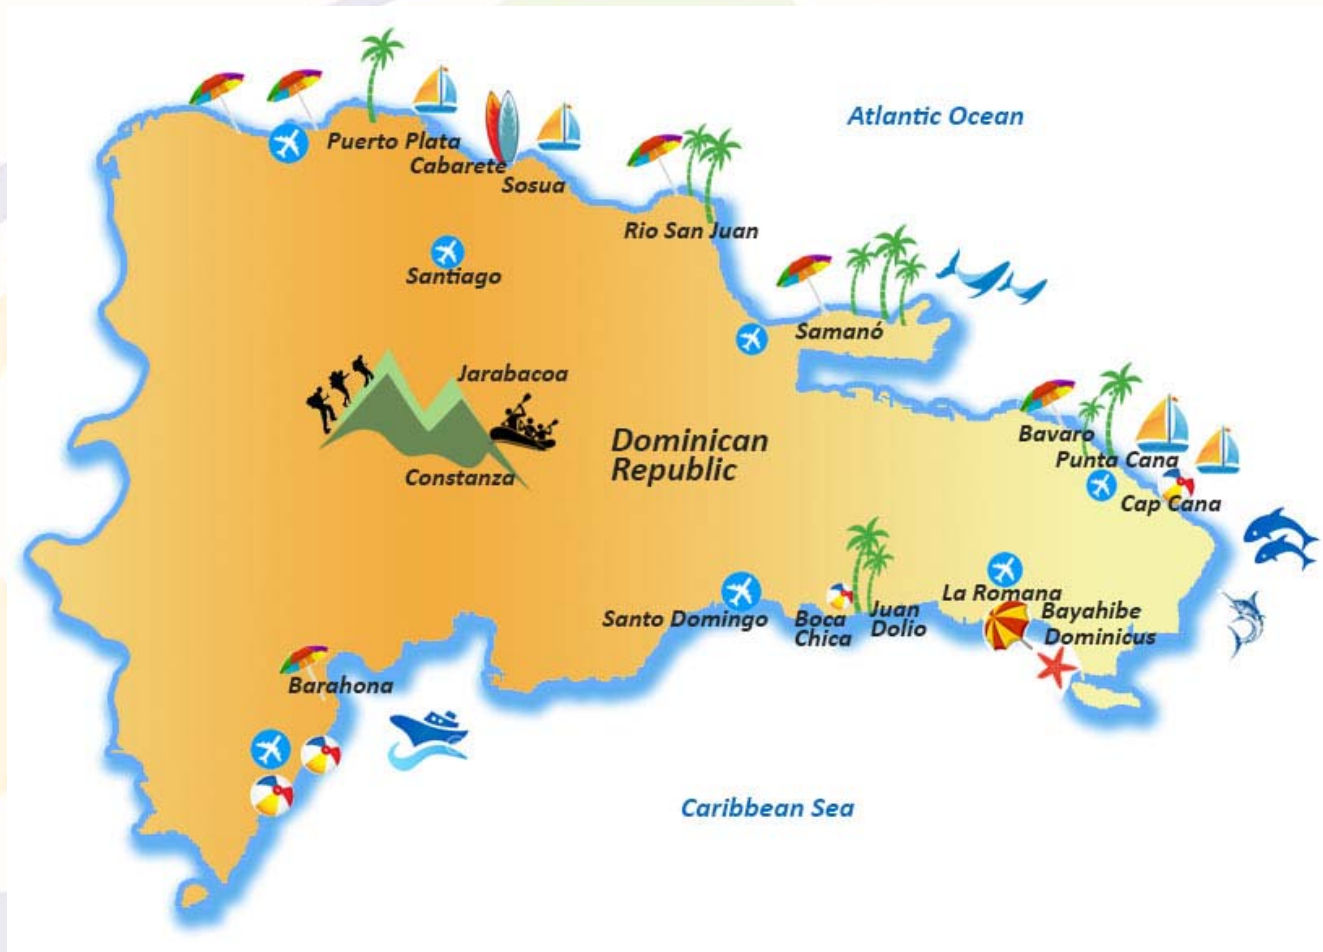 Atlantic Ocean
Puerto Plata
Cabarete
Sosua
Rio San Juan
Santiago
Samanó
Jarabacoa
Dominican
Republic
Constanza
Bavaro
Punta Cana
Cap Cana
La Romana
Bayahibe
Dominicus
Santo Domingo
Boca
Chica
Juan
Dolio
Barahona
Caribbean Sea